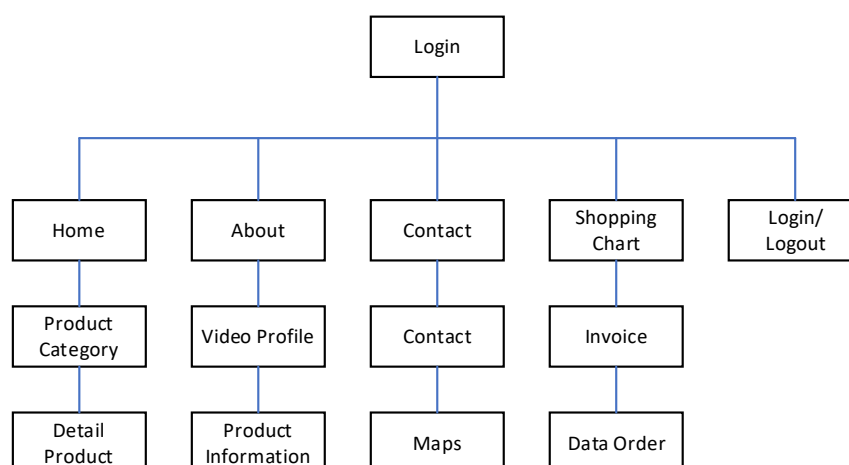 Login
Home
About
Contact
Shopping
Chart
Login/
Logout
Product
Category
Video Profile
Contact
Invoice
Detail
Product
Product
Information
Maps
Data Order